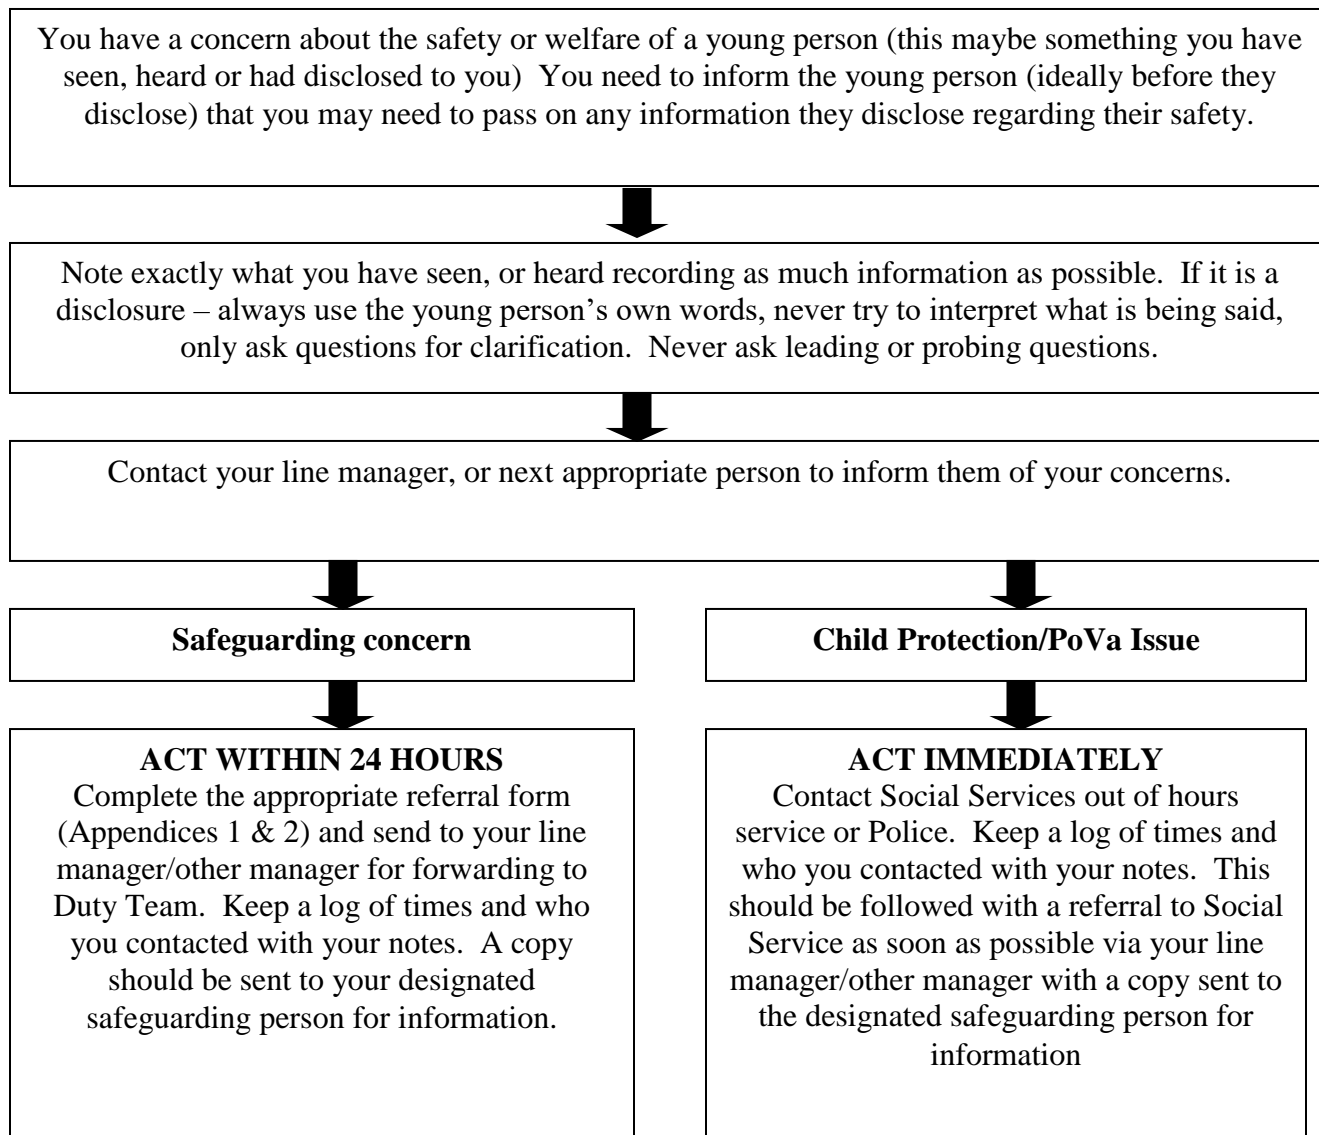 You have a concern about the safety or welfare of a young person (this maybe something you have
seen, heard or had disclosed to you)  You need to inform the young person (ideally before they
disclose) that you may need to pass on any information they disclose regarding their safety.
Note exactly what you have seen, or heard recording as much information as possible.  If it is a
disclosure – always use the young person’s own words, never try to interpret what is being said,
only ask questions for clarification.  Never ask leading or probing questions.
Contact your line manager, or next appropriate person to inform them of your concerns.
Safeguarding concern
ACT WITHIN 24 HOURS
Complete the appropriate referral form
(Appendices 1 & 2) and send to your line
manager/other manager for forwarding to
Duty Team.  Keep a log of times and who
you contacted with your notes.  A copy
should be sent to your designated
safeguarding person for information.
Child Protection/PoVa Issue
ACT IMMEDIATELY
Contact Social Services out of hours
service or Police.  Keep a log of times and
who you contacted with your notes.  This
should be followed with a referral to Social
Service as soon as possible via your line
manager/other manager with a copy sent to
the designated safeguarding person for
information